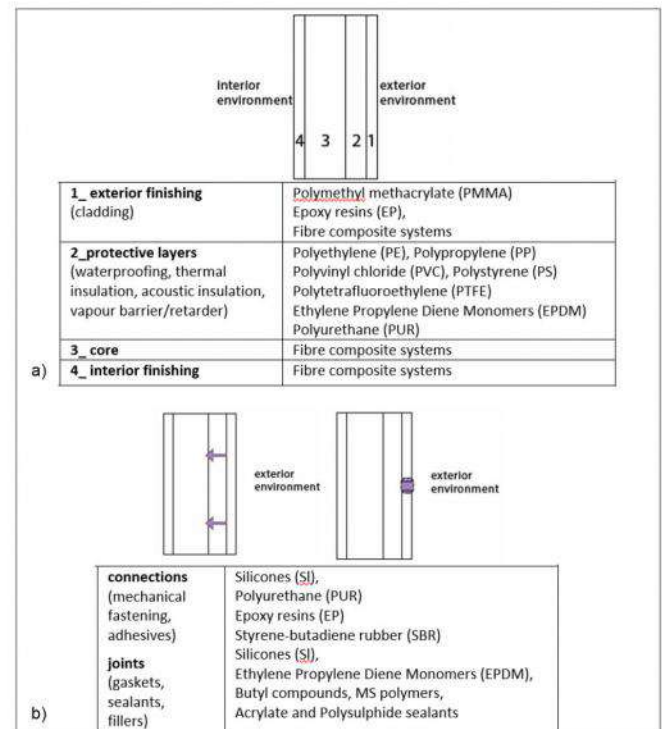 interior
environment
exterior
environment
4 3 2 1
1_ exterior finishing
(cladding)
Polymethyl methacrylate (PMMA)
Epoxy resins (EP),
Fibre composite systems
2_protective layers
(waterproofing, thermal
insulation, acoustic insulation,
vapour barrier/retarder)
Polyethylene (PE), Polypropylene (PP)
Polyvinyl chloride (PVC), Polystyrene (PS)
Polytetrafluoroethylene (PTFE)
Ethylene Propylene Diene Monomers (EPDM)
Polyurethane (PUR)
3_ core
Fibre composite systems
a)
4_ interior finishing
Fibre composite systems
exterior
environment
exterior
environment
connections
(mechanical
fastening,
adhesives)
Silicones (SI),
Polyurethane (PUR)
Epoxy resins (EP)
Styrene-butadiene rubber (SBR)
joints
(gaskets,
sealants,
fillers)
Silicones (SI),
Ethylene Propylene Diene Monomers (EPDM),
Butyl compounds, MS polymers,
Acrylate and Polysulphide sealants
b)